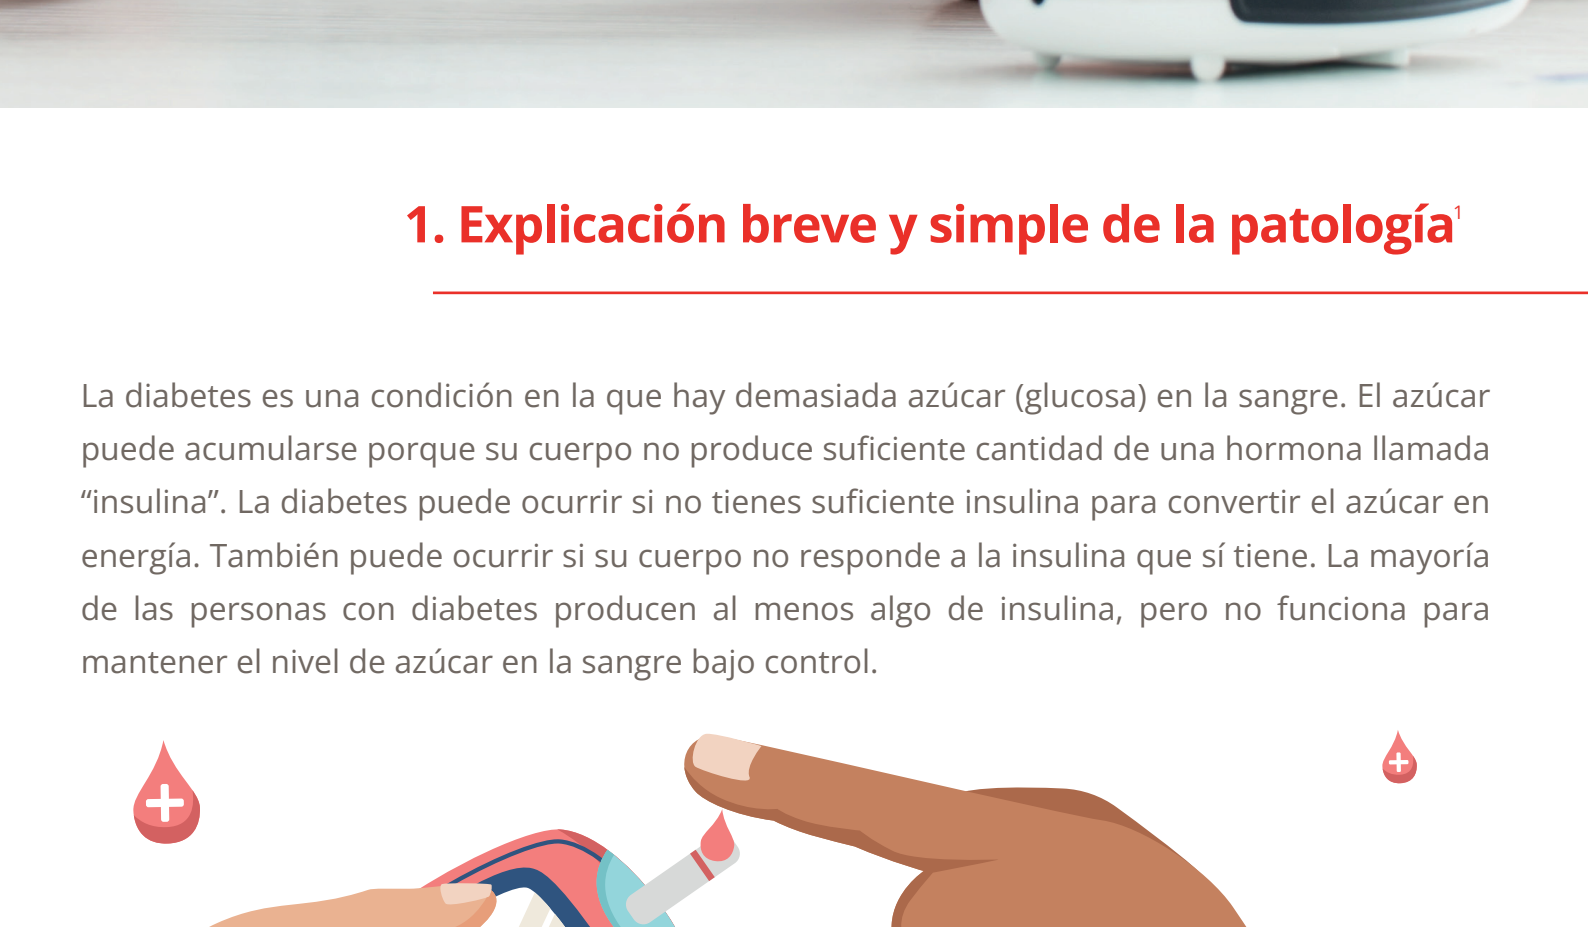 1. Explicación breve y simple de la patología¹
La diabetes es una condición en la que hay demasiada azúcar (glucosa) en la sangre. El azúcar
puede acumularse porque su cuerpo no produce suficiente cantidad de una hormona llamada
“insulina”. La diabetes puede ocurrir si no tienes suficiente insulina para convertir el azúcar en
energía. También puede ocurrir si su cuerpo no responde a la insulina que sí tiene. La mayoría
de las personas con diabetes producen al menos algo de insulina, pero no funciona para
mantener el nivel de azúcar en la sangre bajo control.